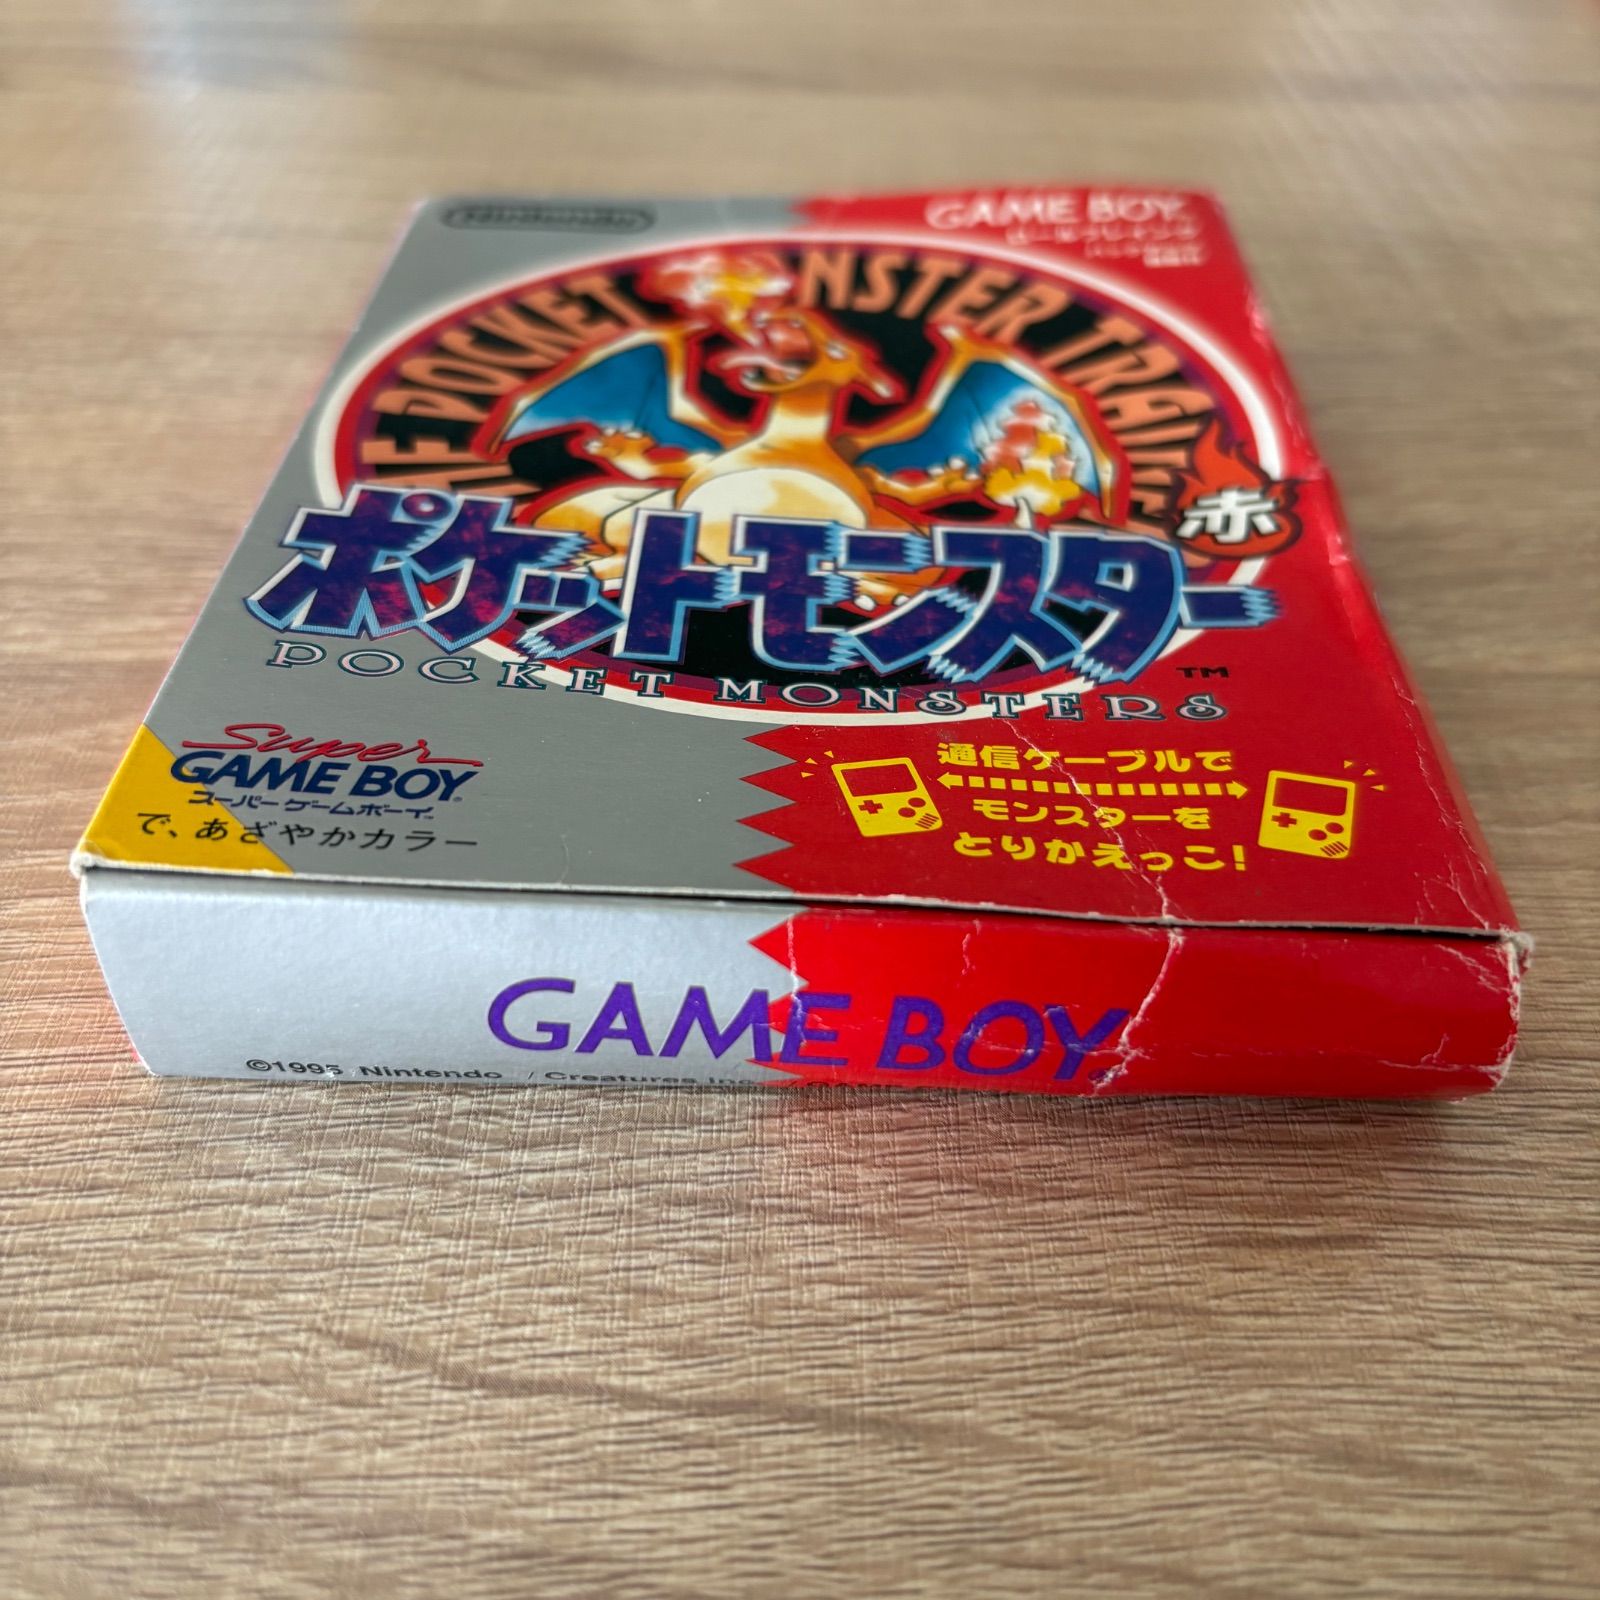 Nintendo
GAME BOY
THE POCKET MONSTER TRAINER
赤
ポケットモンスター
POCKET MONSTERS
TM
Super
GAME BOY
スーパーゲームボーイ
で、あざやかカラー
通信ケーブルで
モンスターを
とりかえっこ!
GAME BOY
©1995 Nintendo / Creatures inc.